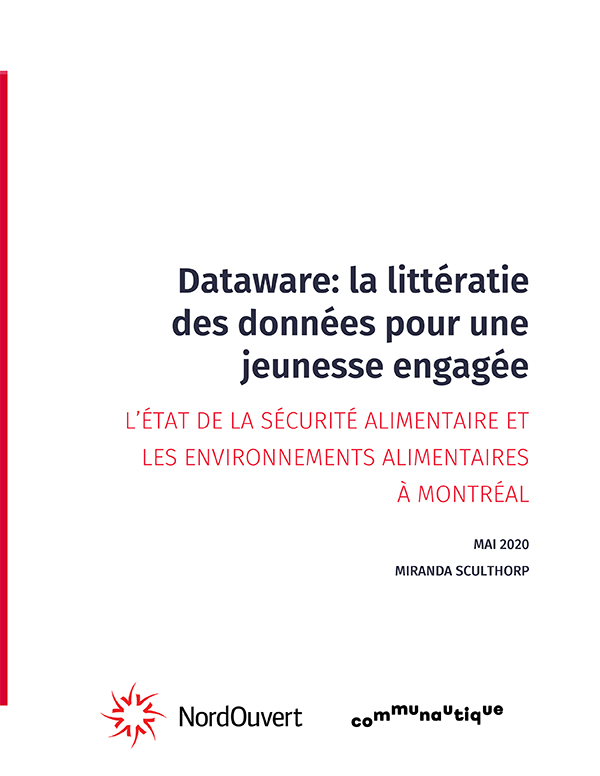 Dataware: la littératie
des données pour une
jeunesse engagée
L’ÉTAT DE LA SÉCURITÉ ALIMENTAIRE ET
LES ENVIRONNEMENTS ALIMENTAIRES
À MONTRÉAL
MAI 2020
MIRANDA SCULTHORP
NordOuvert
communautique